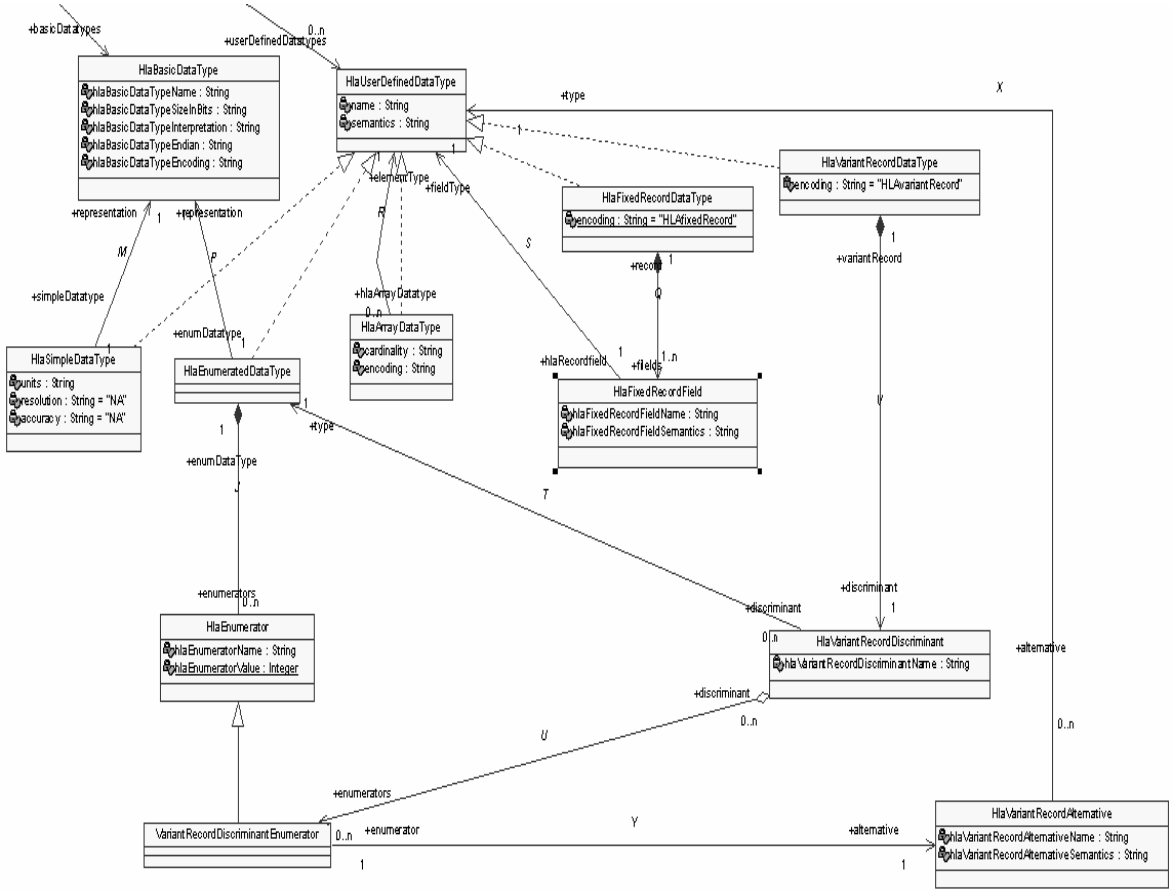 +basicDatatypes
0..n
+userDefinedDatatypes
HlaBasicDataType
hlaBasicDataTypeName : String
hlaBasicDataTypeSizeInBits : String
hlaBasicDataTypeInterpretation : String
hlaBasicDataTypeEndian : String
hlaBasicDataTypeEncoding : String
HlaUserDefinedDataType
name : String
semantics : String
+type
X
1
1
1
HlaVariantRecordDataType
encoding : String = "HLAvariantRecord"
+elementType
+fieldType
HlaFixedRecordDataType
encoding : String = "HLAfixedRecord"
+representation
1
+representation
R
S
M
P
+record
1
Q
1
+variantRecord
+simpleDatatype
1
+enumDatatype
1
+hlaArrayDatatype
0..n
HlaSimpleDataType
units : String
resolution : String = "NA"
accuracy : String = "NA"
HlaEnumeratedDataType
HlaArrayDataType
cardinality : String
encoding : String
+hlaRecordfield
1
+fields
1..n
HlaFixedRecordField
hlaFixedRecordFieldName : String
hlaFixedRecordFieldSemantics : String
1
+enumDataType
1
+type
J
T
+enumerators
0..n
HlaEnumerator
hlaEnumeratorName : String
hlaEnumeratorValue : Integer
+discriminant
1
+discriminant
0..n
HlaVariantRecordDiscriminant
hlaVariantRecordDiscriminantName : String
+alternative
0..n
+discriminant
0..n
U
+enumerators
0..n
VariantRecordDiscriminantEnumerator
+enumerator
1
Y
+alternative
1
HlaVariantRecordAlternative
hlaVariantRecordAlternativeName : String
hlaVariantRecordAlternativeSemantics : String